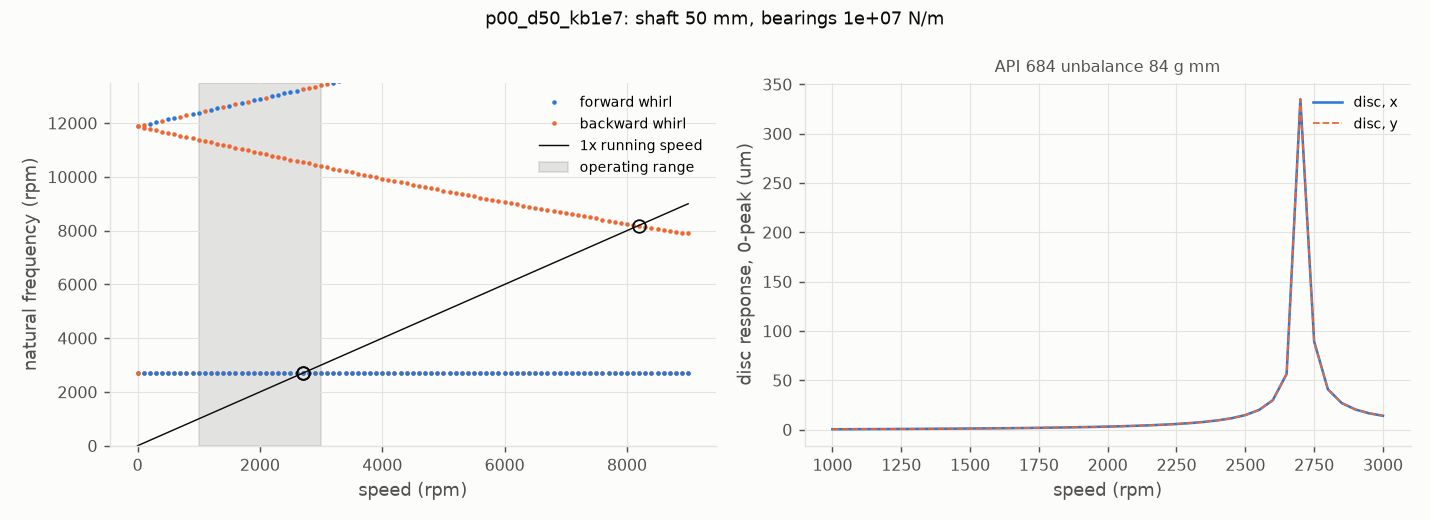 p00_d50_kb1e7: shaft 50 mm, bearings 1e+07 N/m
natural frequency (rpm)
12000
10000
8000
6000
4000
2000
0
forward whirl
backward whirl
1x running speed
operating range
0 2000 4000 6000 8000
speed (rpm)
API 684 unbalance 84 g mm
disc response, 0-peak (um)
350
300
250
200
150
100
50
0
disc, x
disc, y
1000 1250 1500 1750 2000 2250 2500 2750 3000
speed (rpm)